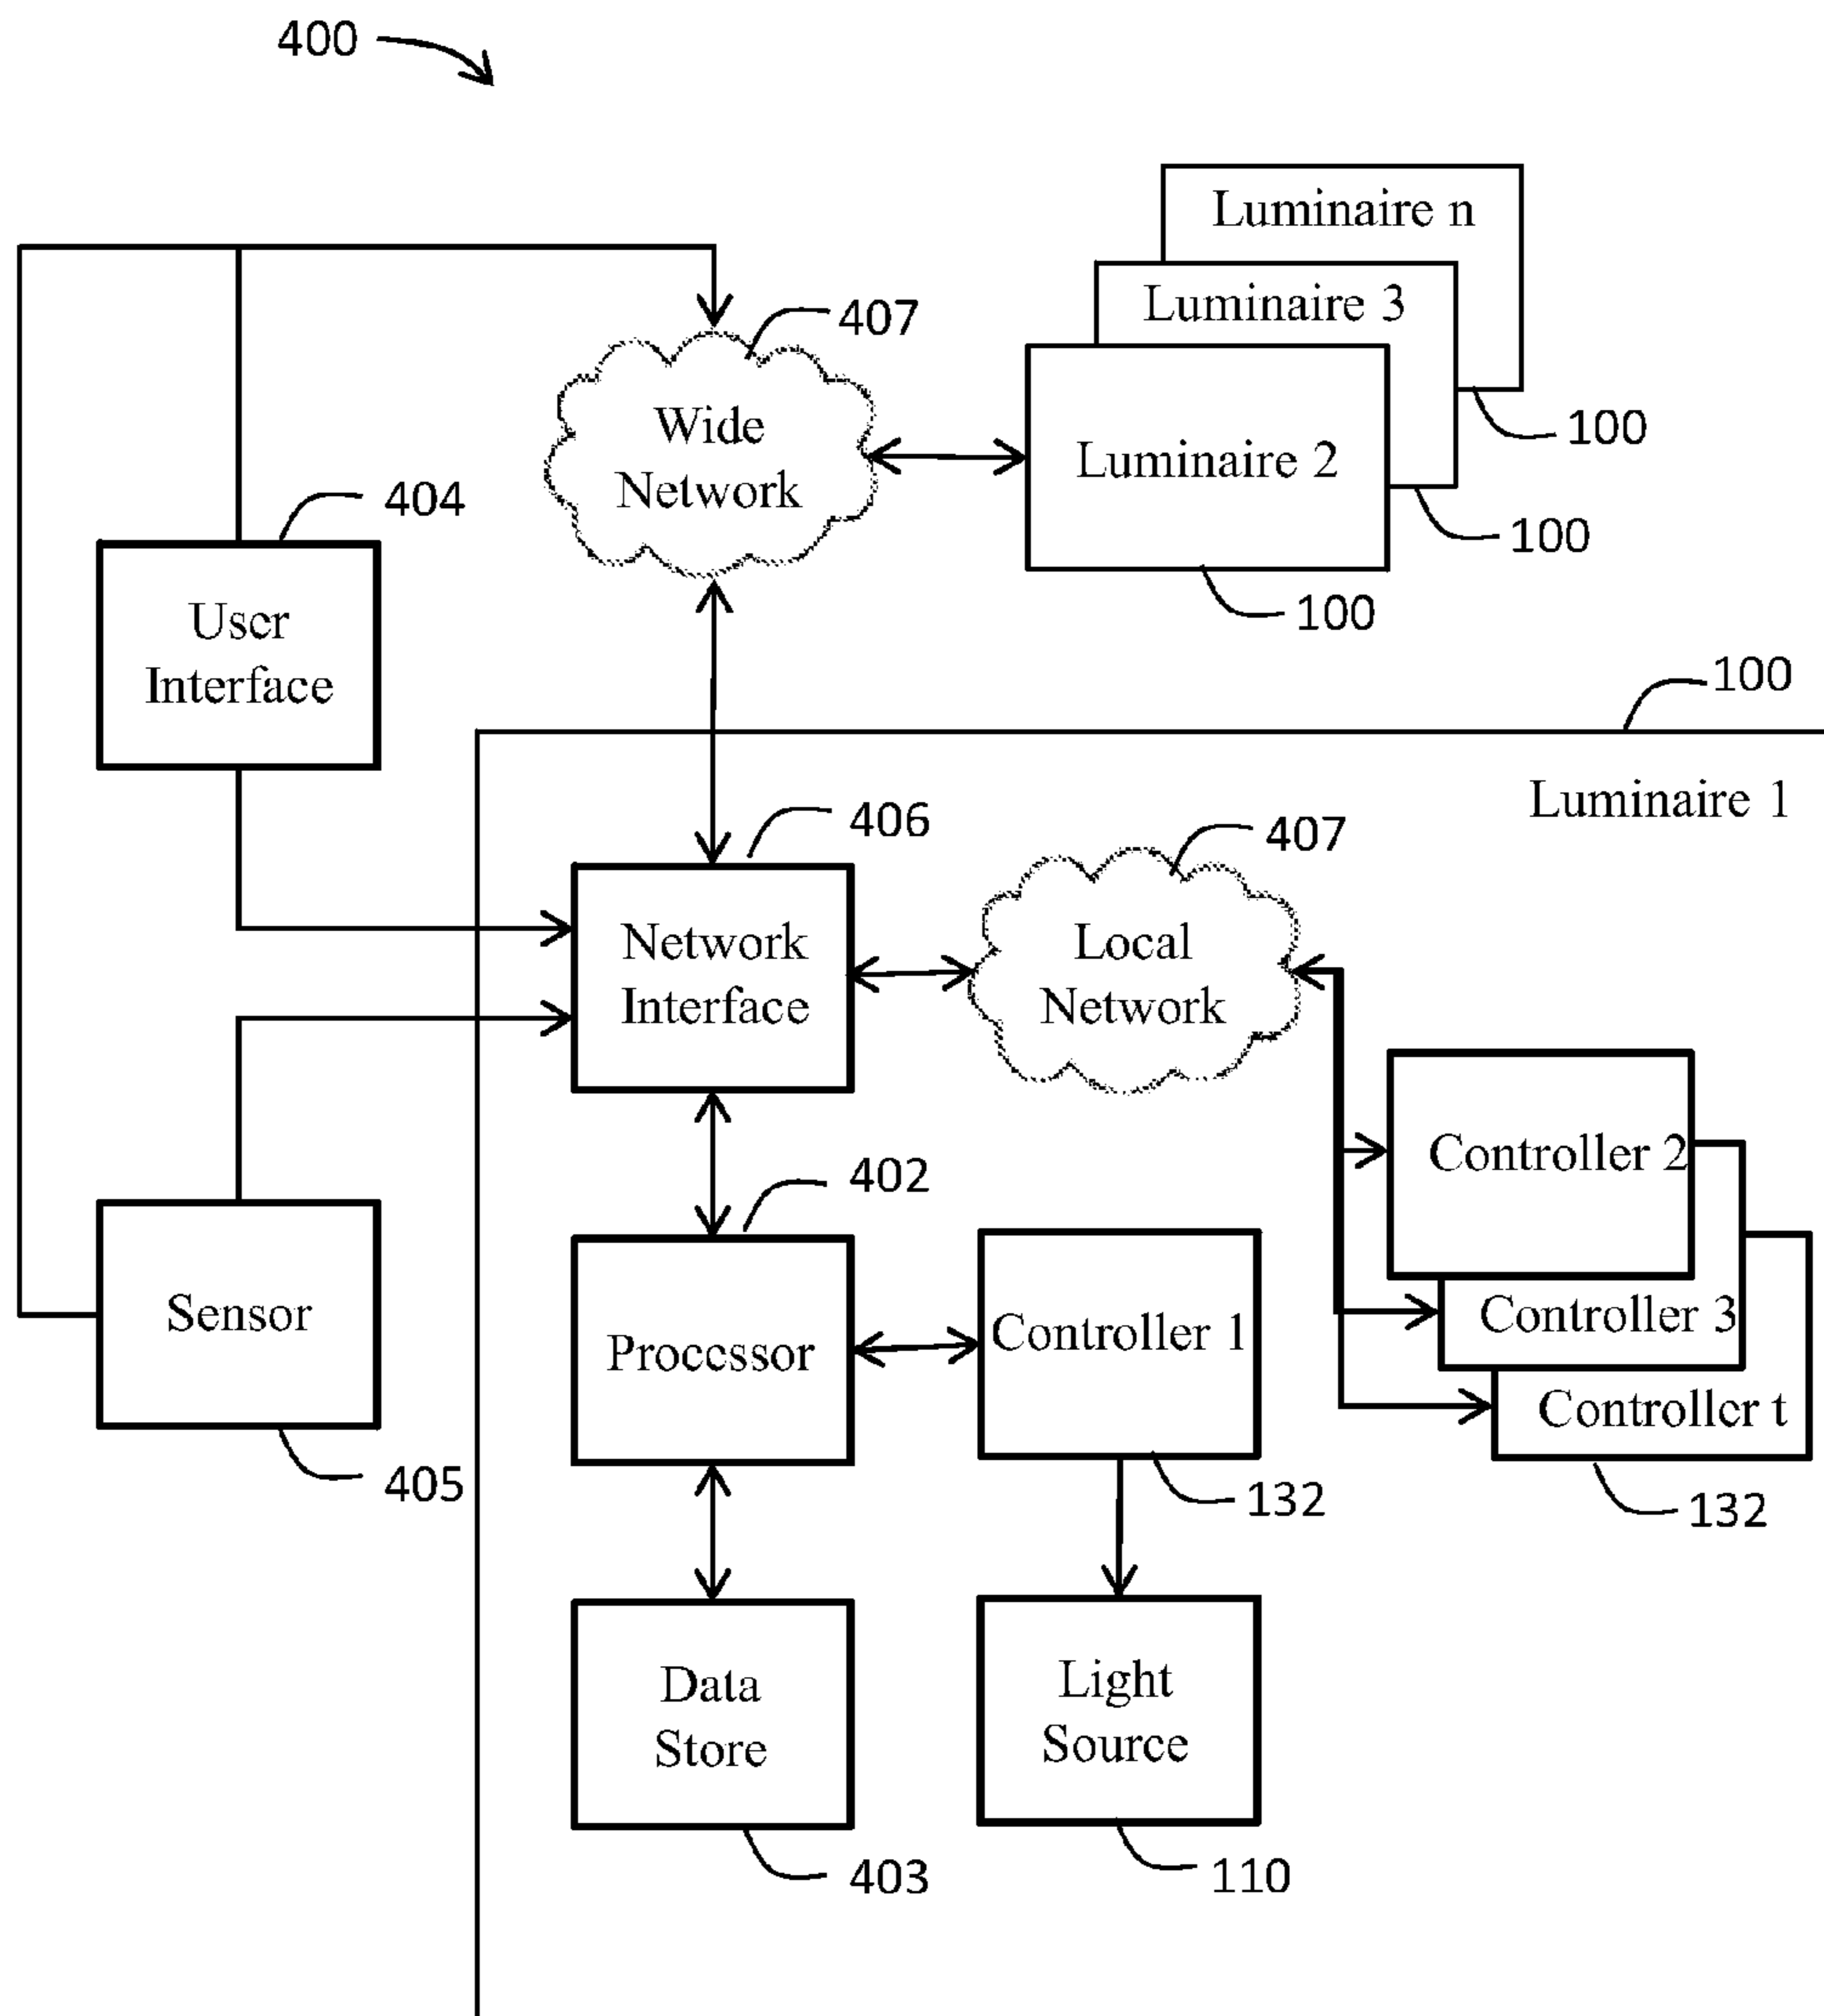 400
Luminaire n
Luminaire 3
407
Wide
Network
Luminaire 2
100
100
404
100
User
Interface
100
Luminaire 1
406
407
Network
Interface
Local
Network
Controller 2
402
Sensor
Processor
Controller 1
Controller 3
Controller t
405
132
132
Data
Store
Light
Source
403
110